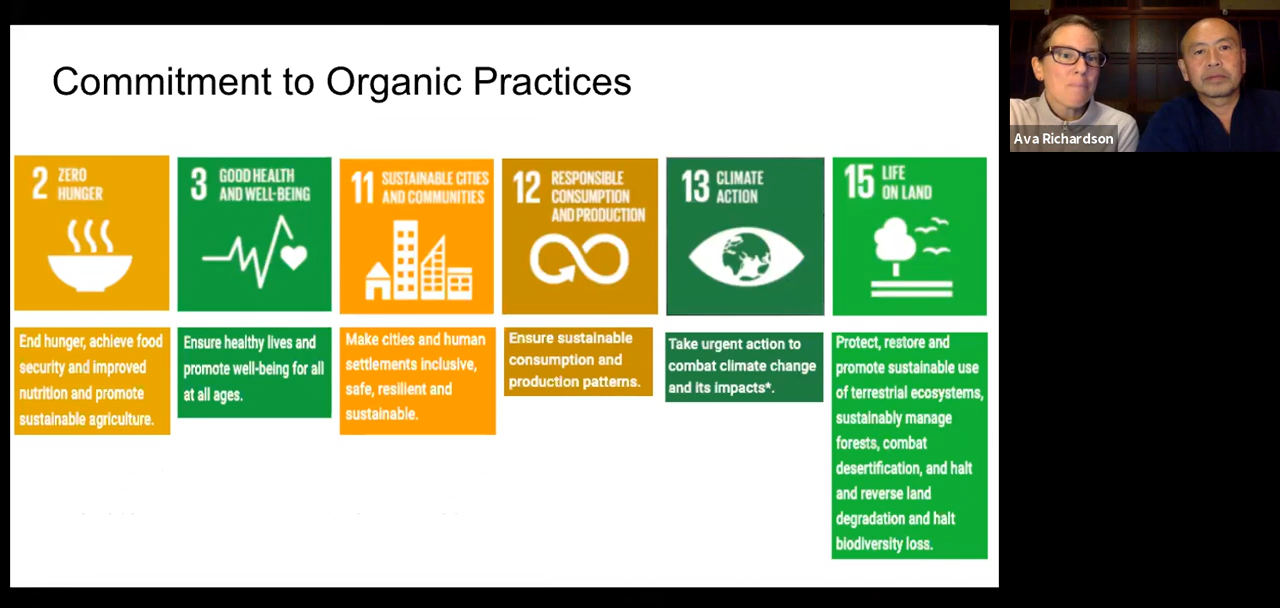 Commitment to Organic Practices
Ava Richardson
2 ZERO
HUNGER
3 GOOD HEALTH
AND WELL-BEING
11 SUSTAINABLE CITIES
AND COMMUNITIES
12 RESPONSIBLE
CONSUMPTION
AND PRODUCTION
13 CLIMATE
ACTION
15 LIFE
ON LAND
End hunger, achieve food
security and improved
nutrition and promote
sustainable agriculture.
Ensure healthy lives and
promote well-being for all
at all ages.
Make cities and human
settlements inclusive,
safe, resilient and
sustainable.
Ensure sustainable
consumption and
production patterns.
Take urgent action to
combat climate change
and its impacts*.
Protect, restore and
promote sustainable use
of terrestrial ecosystems,
sustainably manage
forests, combat
desertification, and halt
and reverse land
degradation and halt
biodiversity loss.